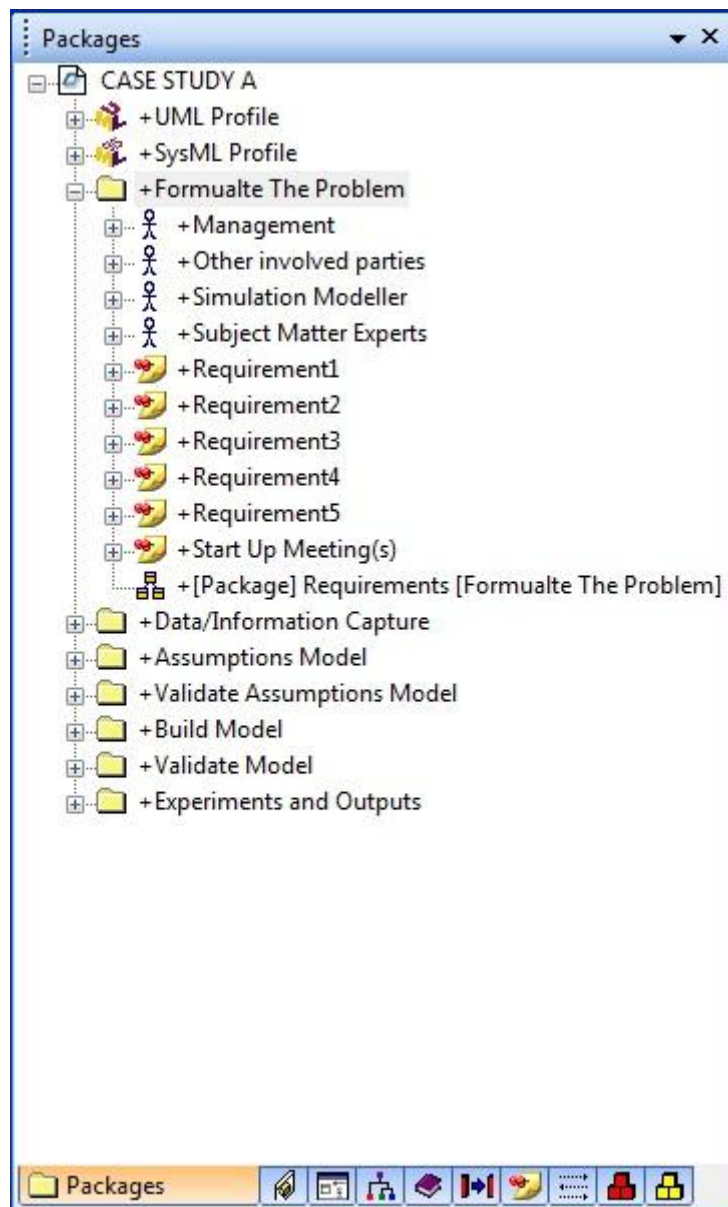 Packages
CASE STUDY A
+UML Profile
+SysML Profile
+Formualte The Problem
+Management
+Other involved parties
+Simulation Modeller
+Subject Matter Experts
+Requirement1
+Requirement2
+Requirement3
+Requirement4
+Requirement5
+Start Up Meeting(s)
+[Package] Requirements [Formualte The Problem]
+Data/Information Capture
+Assumptions Model
+Validate Assumptions Model
+Build Model
+Validate Model
+Experiments and Outputs
Packages